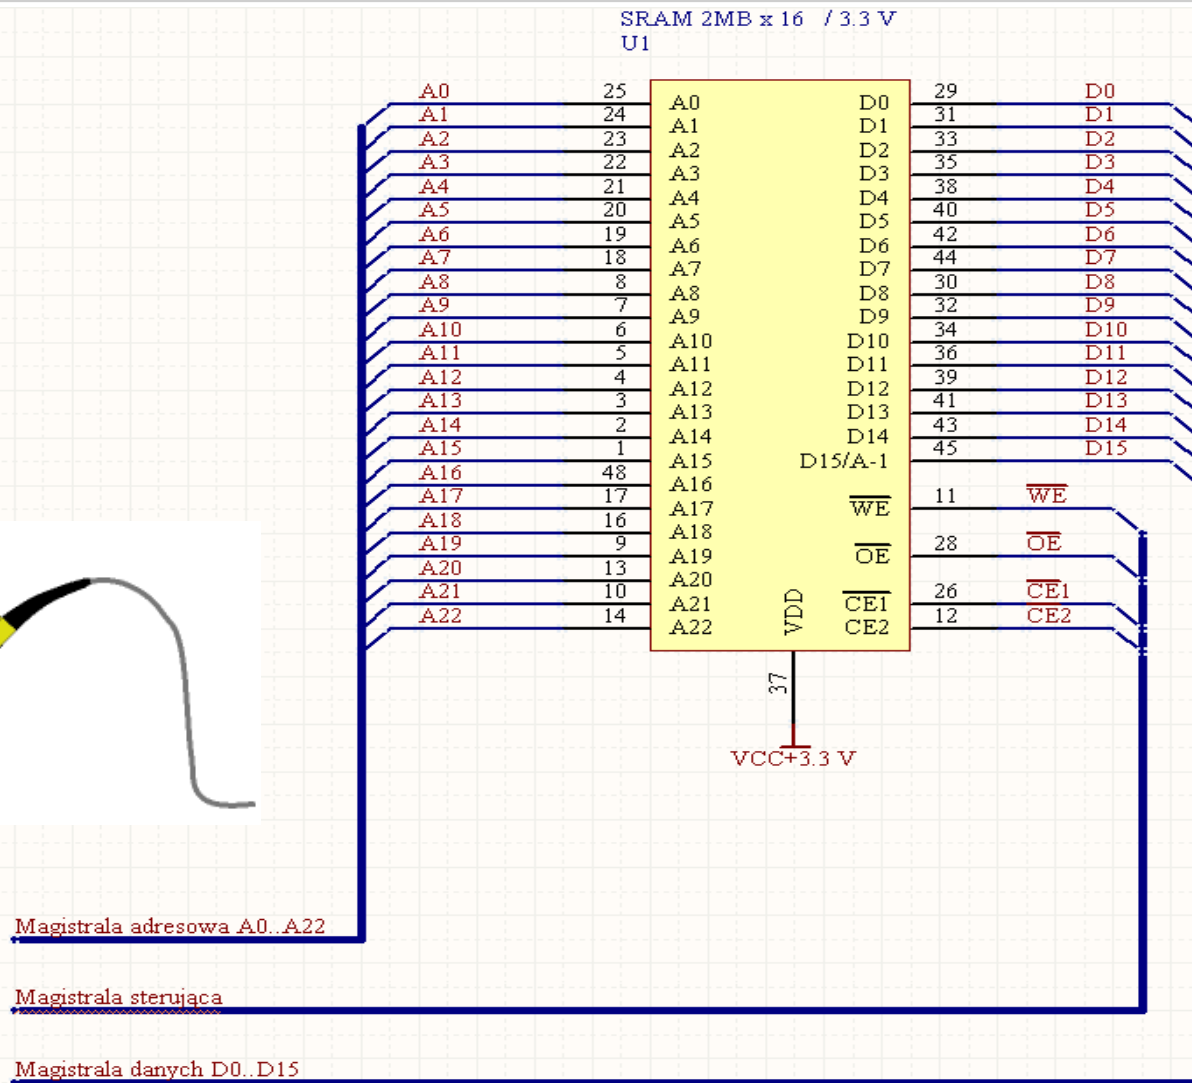 SRAM 2MB x 16 / 3.3 V
U1
A0 25 A0 D0 29 D0
A1 24 A1 D1 31 D1
A2 23 A2 D2 33 D2
A3 22 A3 D3 35 D3
A4 21 A4 D4 38 D4
A5 20 A5 D5 40 D5
A6 19 A6 D6 42 D6
A7 18 A7 D7 44 D7
A8 8 A8 D8 30 D8
A9 7 A9 D9 32 D9
A10 6 A10 D10 34 D10
A11 5 A11 D11 36 D11
A12 4 A12 D12 39 D12
A13 3 A13 D13 41 D13
A14 2 A14 D14 43 D14
A15 1 A15 D15/A-1 45 D15
A16 48 A16
A17 17 A17 WE 11 WE
A18 16 A18
A19 9 A19 OE 28 OE
A20 13 A20
A21 10 A21 CE1 26 CE1
A22 14 A22 CE2 12 CE2
VDD
37
VCC+3.3 V
Magistrala adresowa A0..A22
Magistrala sterująca
Magistrala danych D0..D15